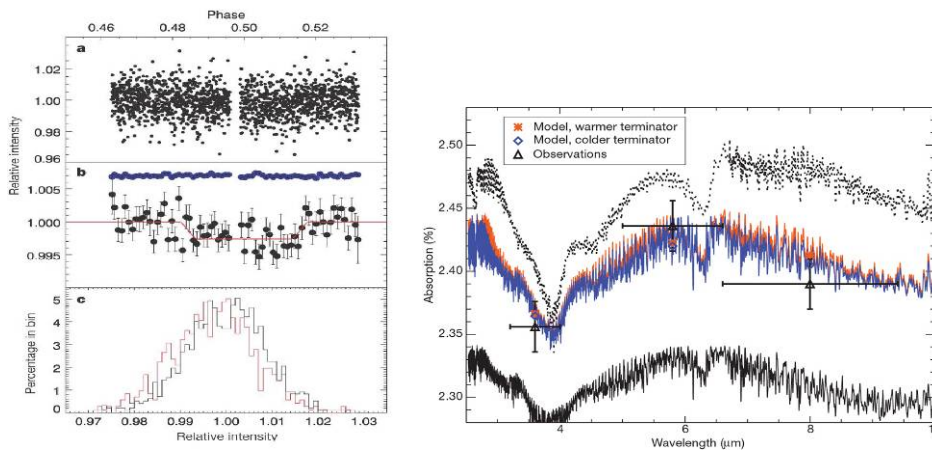 Phase
0.46 0.48 0.50 0.52
a
1.02
1.00
0.98
0.96
Relative intensity
b
1.005
1.000
0.995
c
5
4
3
2
1
0
Percentage in bin
0.97 0.98 0.99 1.00 1.01 1.02 1.03
Relative intensity
Model, warmer terminator
Model, colder terminator
Observations
2.50
2.45
2.40
2.35
2.30
Absorption (%)
4 6 8 1
Wavelength (μm)